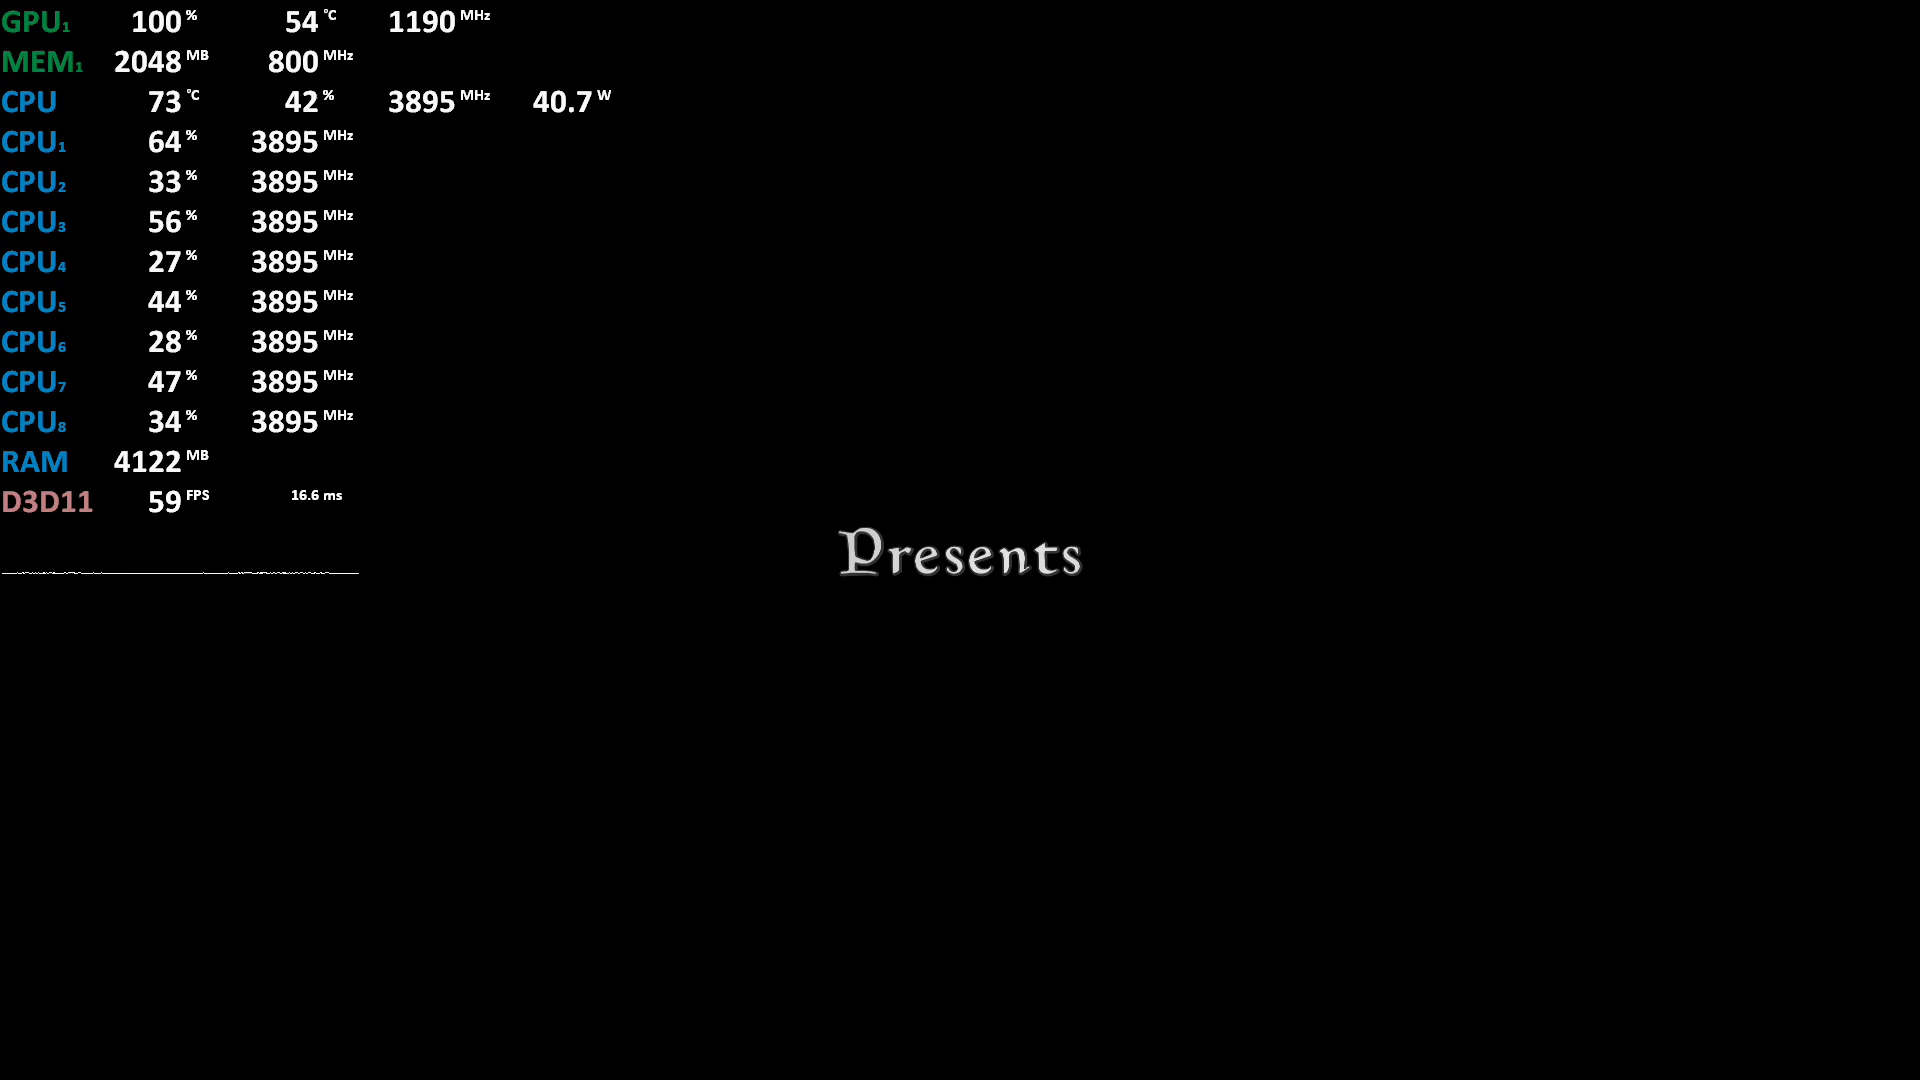 GPU1 100 % 54 °C 1190 MHz
MEM1 2048 MB 800 MHz
CPU 73 °C 42 % 3895 MHz 40.7 W
CPU1 64 % 3895 MHz
CPU2 33 % 3895 MHz
CPU3 56 % 3895 MHz
CPU4 27 % 3895 MHz
CPU5 44 % 3895 MHz
CPU6 28 % 3895 MHz
CPU7 47 % 3895 MHz
CPU8 34 % 3895 MHz
RAM 4122 MB
D3D11 59 FPS 16.6 ms
Presents